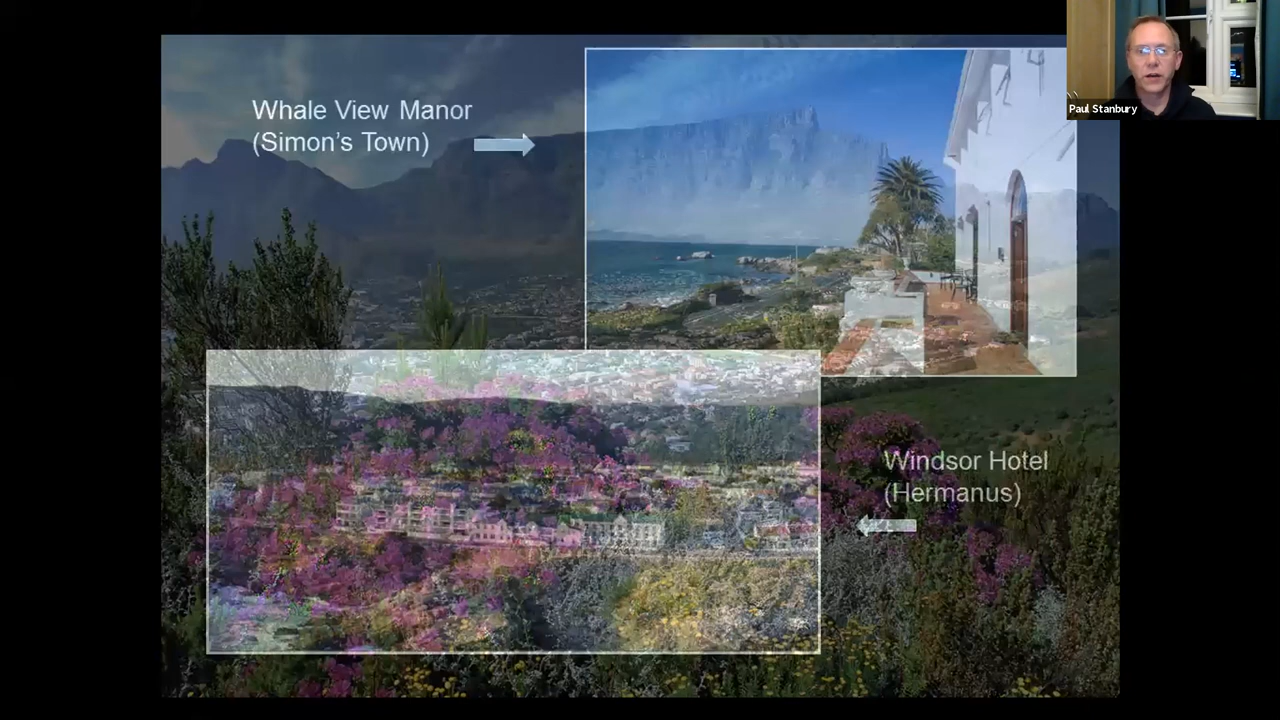 Whale View Manor
(Simon's Town)
Paul Stanbury
Windsor Hotel
(Hermanus)